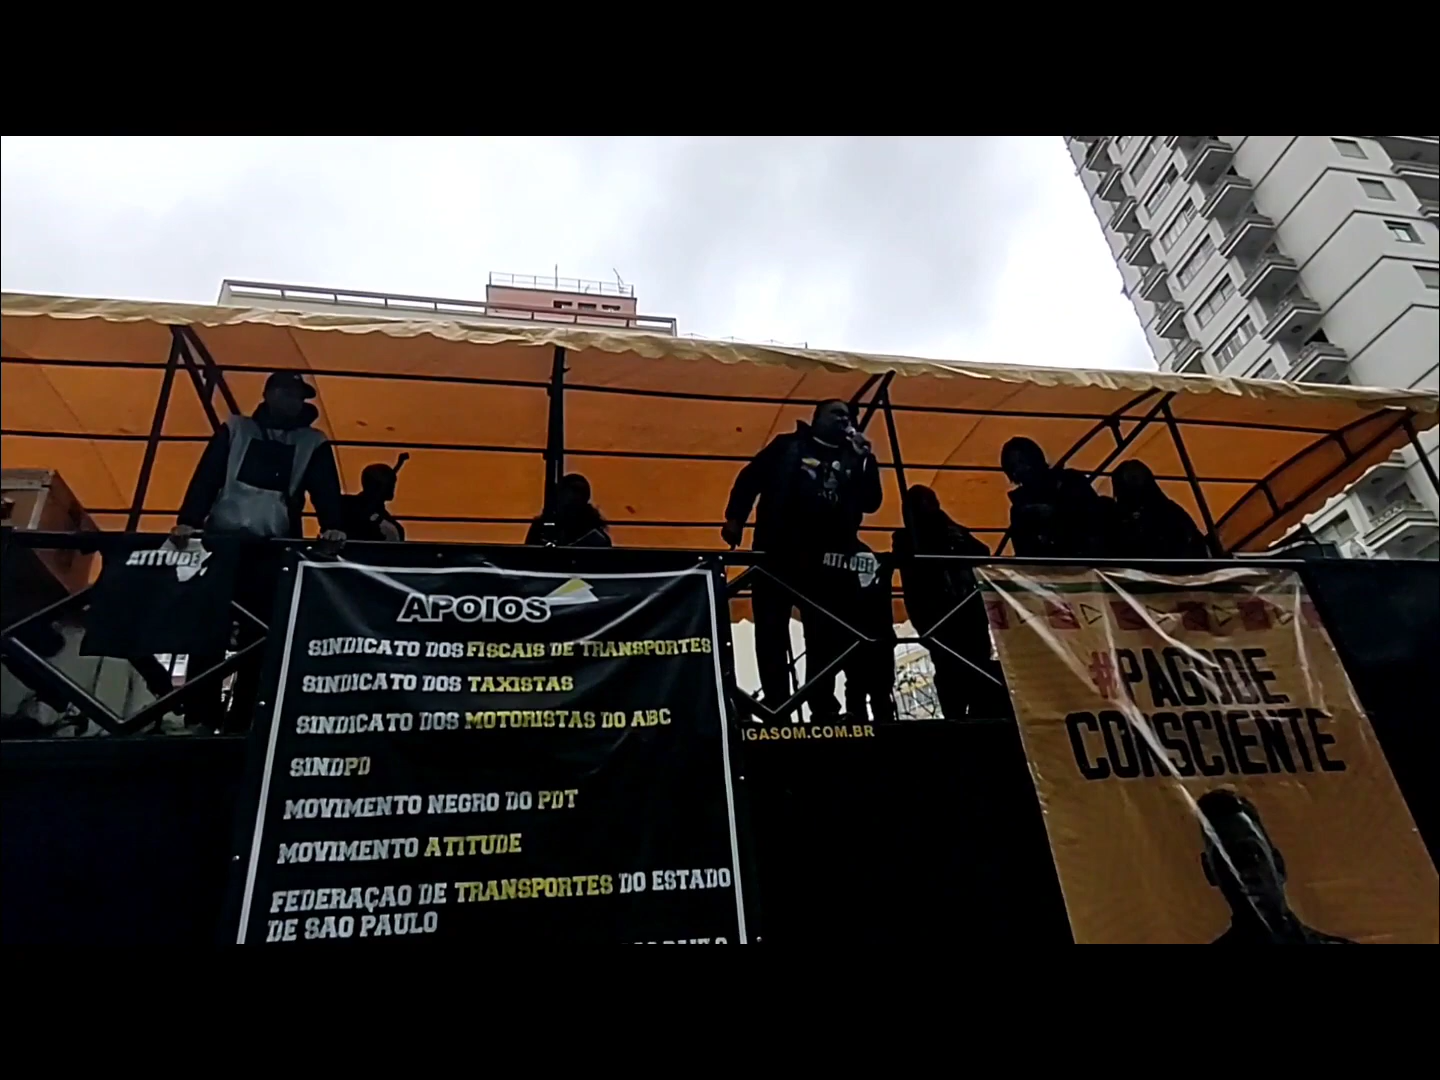 ATITUDE
APOIOS
SINDICATO DOS FISCAIS DE TRANSPORTES
SINDICATO DOS TAXISTAS
SINDICATO DOS MOTORISTAS DO ABC
SINDPD
MOVIMENTO NEGRO DO PDT
MOVIMENTO ATITUDE
FEDERAÇAO DE TRANSPORTES DO ESTADO
DE SAO PAULO
ATITUDE
IGASOM.COM.BR
#PAGODE
CONSCIENTE